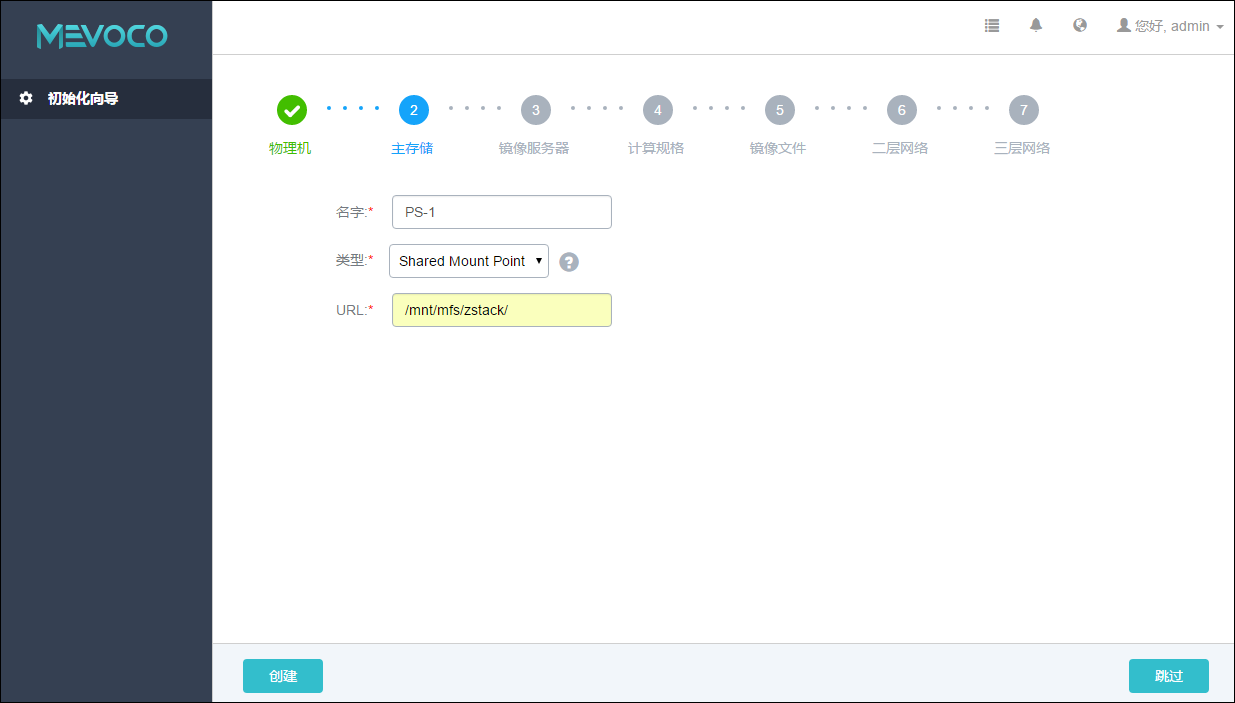 MEVOCO
您好, admin
初始化向导
2 3 4 5 6 7
物理机 主存储 镜像服务器 计算规格 镜像文件 二层网络 三层网络
名字:* PS-1
类型:* Shared Mount Point ?
URL:* /mnt/mfs/zstack/
创建 跳过